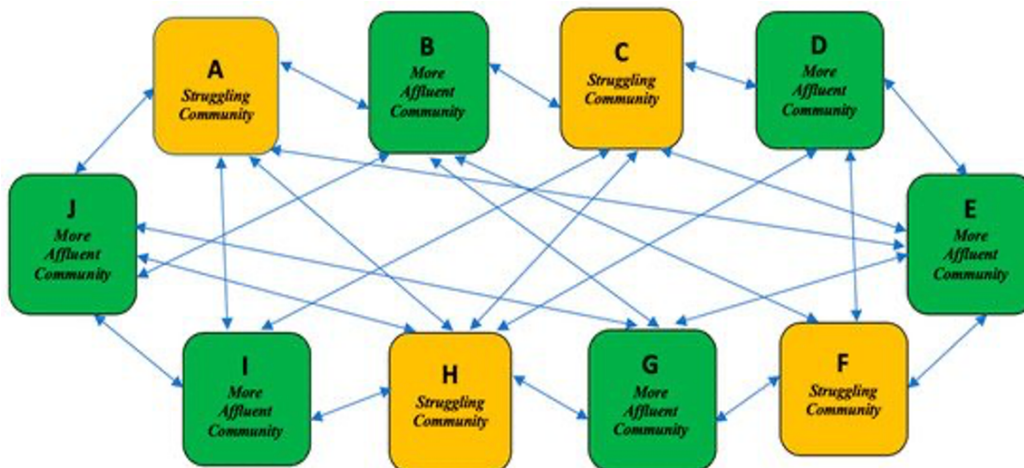 A
Struggling
Community
B
More
Affluent
Community
C
Struggling
Community
D
More
Affluent
Community
J
More
Affluent
Community
E
More
Affluent
Community
I
More
Affluent
Community
H
Struggling
Community
G
More
Affluent
Community
F
Struggling
Community